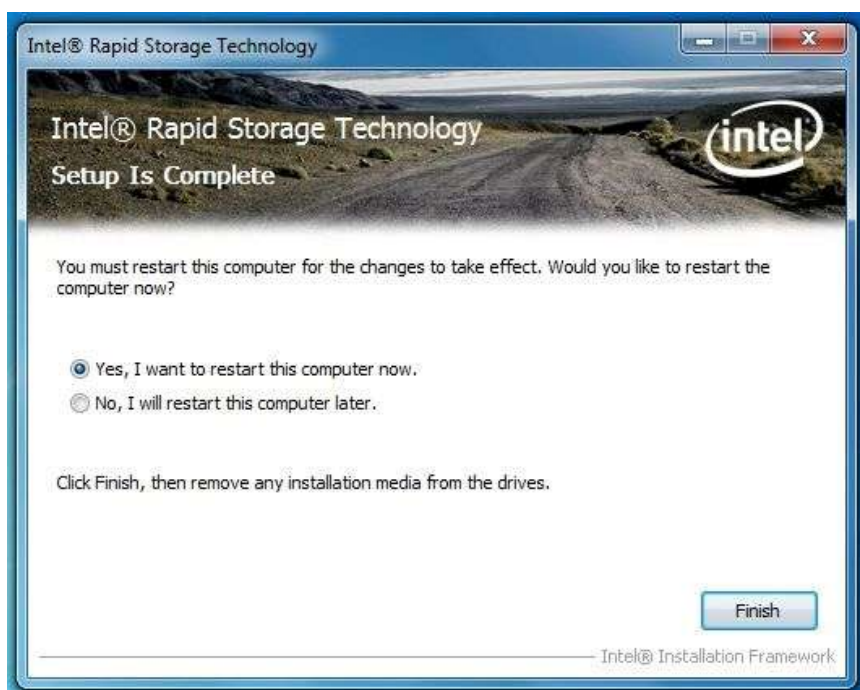 Intel® Rapid Storage Technology
Intel® Rapid Storage Technology
Setup Is Complete
intel
You must restart this computer for the changes to take effect. Would you like to restart the
computer now?
Yes, I want to restart this computer now.
No, I will restart this computer later.
Click Finish, then remove any installation media from the drives.
Finish
Intel® Installation Framework